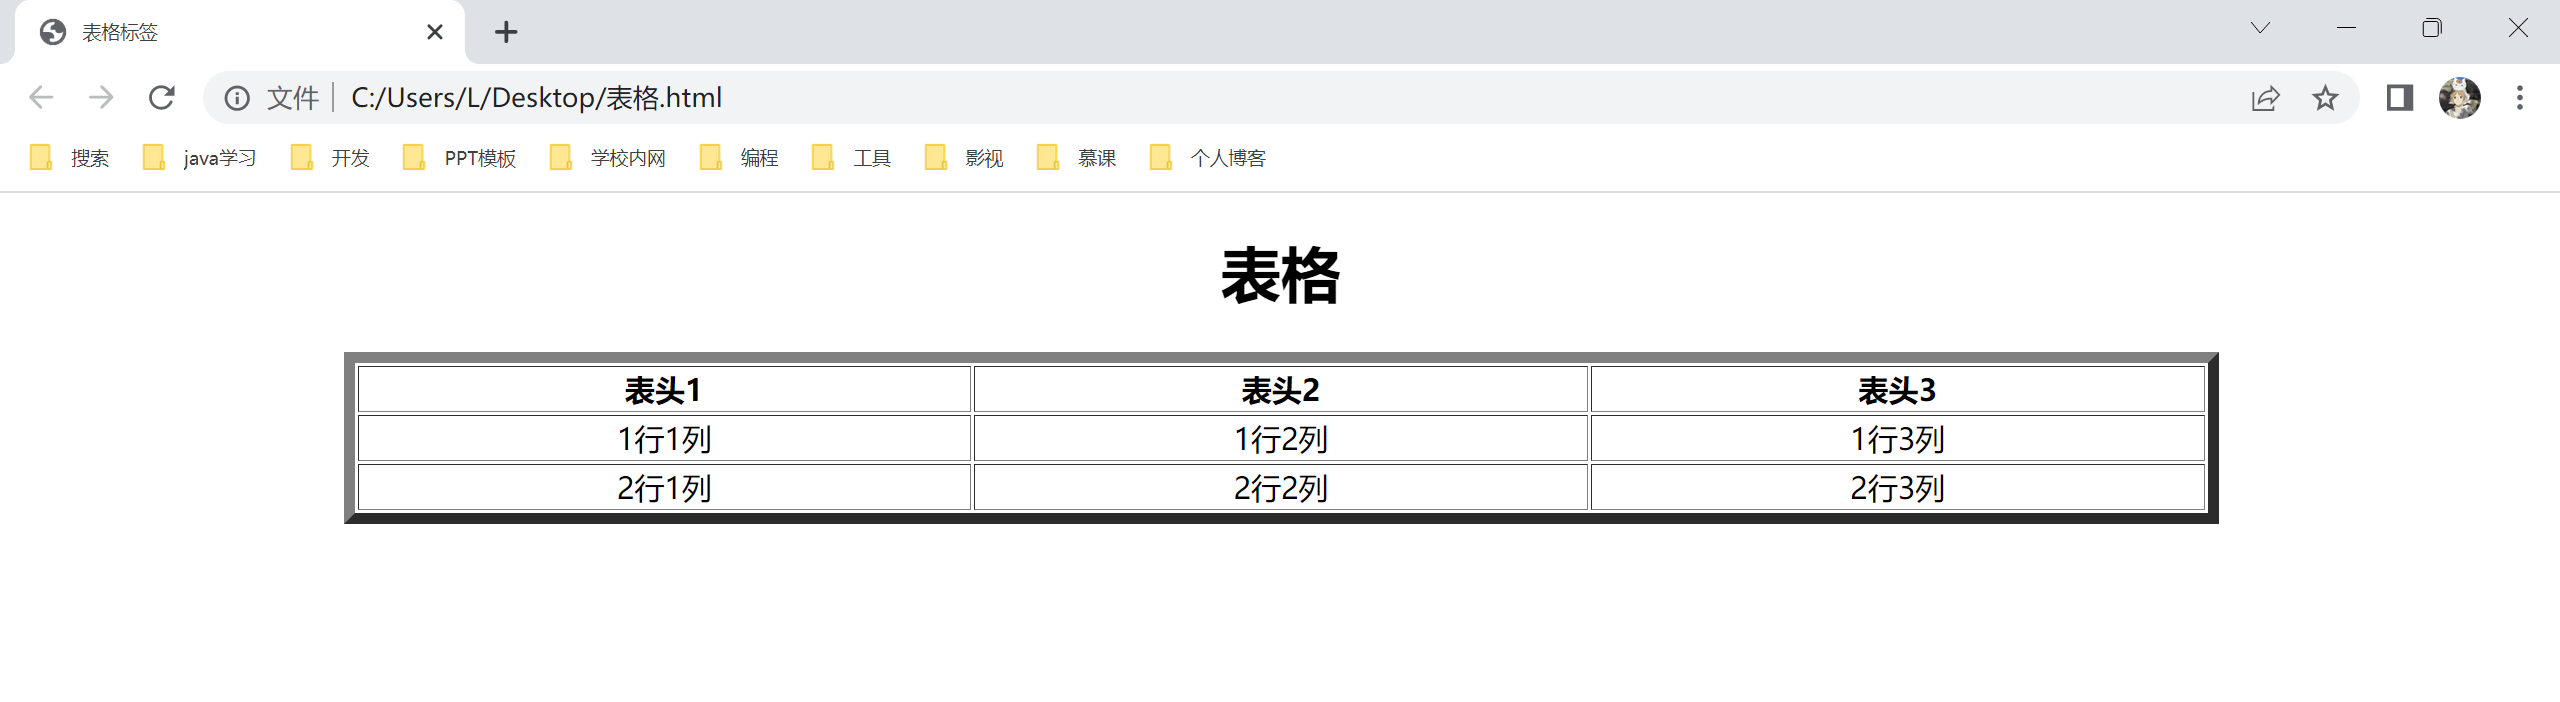 表格标签
文件 C:/Users/L/Desktop/表格.html
搜索 java学习 开发 PPT模板 学校内网 编程 工具 影视 慕课 个人博客
表格
表头1 表头2 表头3
1行1列 1行2列 1行3列
2行1列 2行2列 2行3列